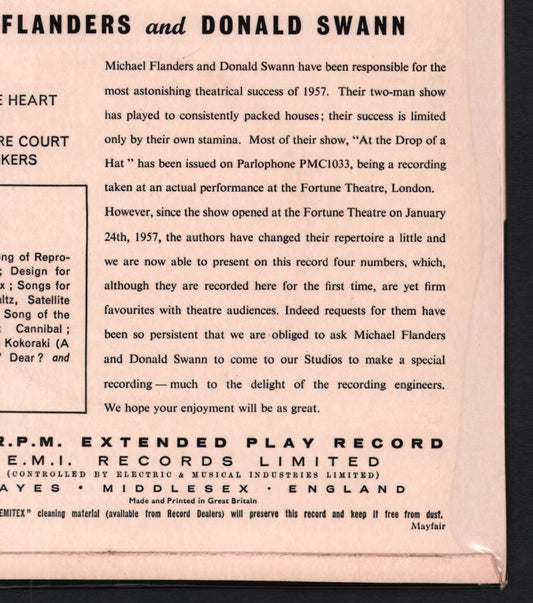 FLANDERS and DONALD SWANN
E HEART
RE COURT
KERS
ng of Repro-
; Design for
x ; Songs for
ltz, Satellite
Song of the
: Cannibal ;
Kokoraki (A
' Dear ? and
Michael Flanders and Donald Swann have been responsible for the
most astonishing theatrical success of 1957. Their two-man show
has played to consistently packed houses; their success is limited
only by their own stamina. Most of their show, "At the Drop of a
Hat" has been issued on Parlophone PMC1033, being a recording
taken at an actual performance at the Fortune Theatre, London.
However, since the show opened at the Fortune Theatre on January
24th, 1957, the authors have changed their repertoire a little and
we are now able to present on this record four numbers, which,
although they are recorded here for the first time, are yet firm
favourites with theatre audiences. Indeed requests for them have
been so persistent that we are obliged to ask Michael Flanders
and Donald Swann to come to our Studios to make a special
recording — much to the delight of the recording engineers.
We hope your enjoyment will be as great.
R.P.M. EXTENDED PLAY RECORD
E.M.I. RECORDS LIMITED
(CONTROLLED BY ELECTRIC & MUSICAL INDUSTRIES LIMITED)
AYES · MIDDLESEX · ENGLAND
Made and Printed in Great Britain
EMITEX" cleaning material (available from Record Dealers) will preserve this record and keep it free from dust.
Mayfair